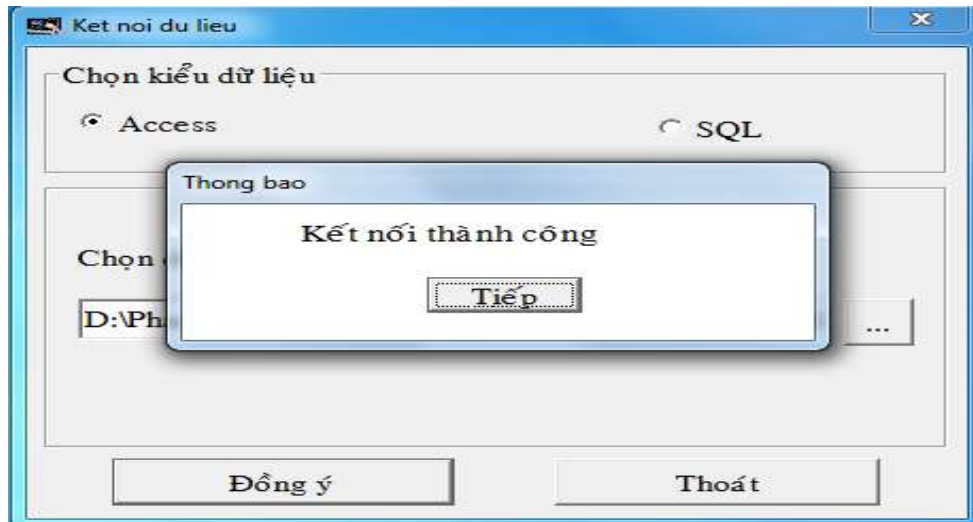 Ket noi du lieu
Chọn kiểu dữ liệu
Access
SQL
Thong bao
Kết nối thành công
Tiếp
Chọn
D:\Ph
...
Đồng ý
Thoát